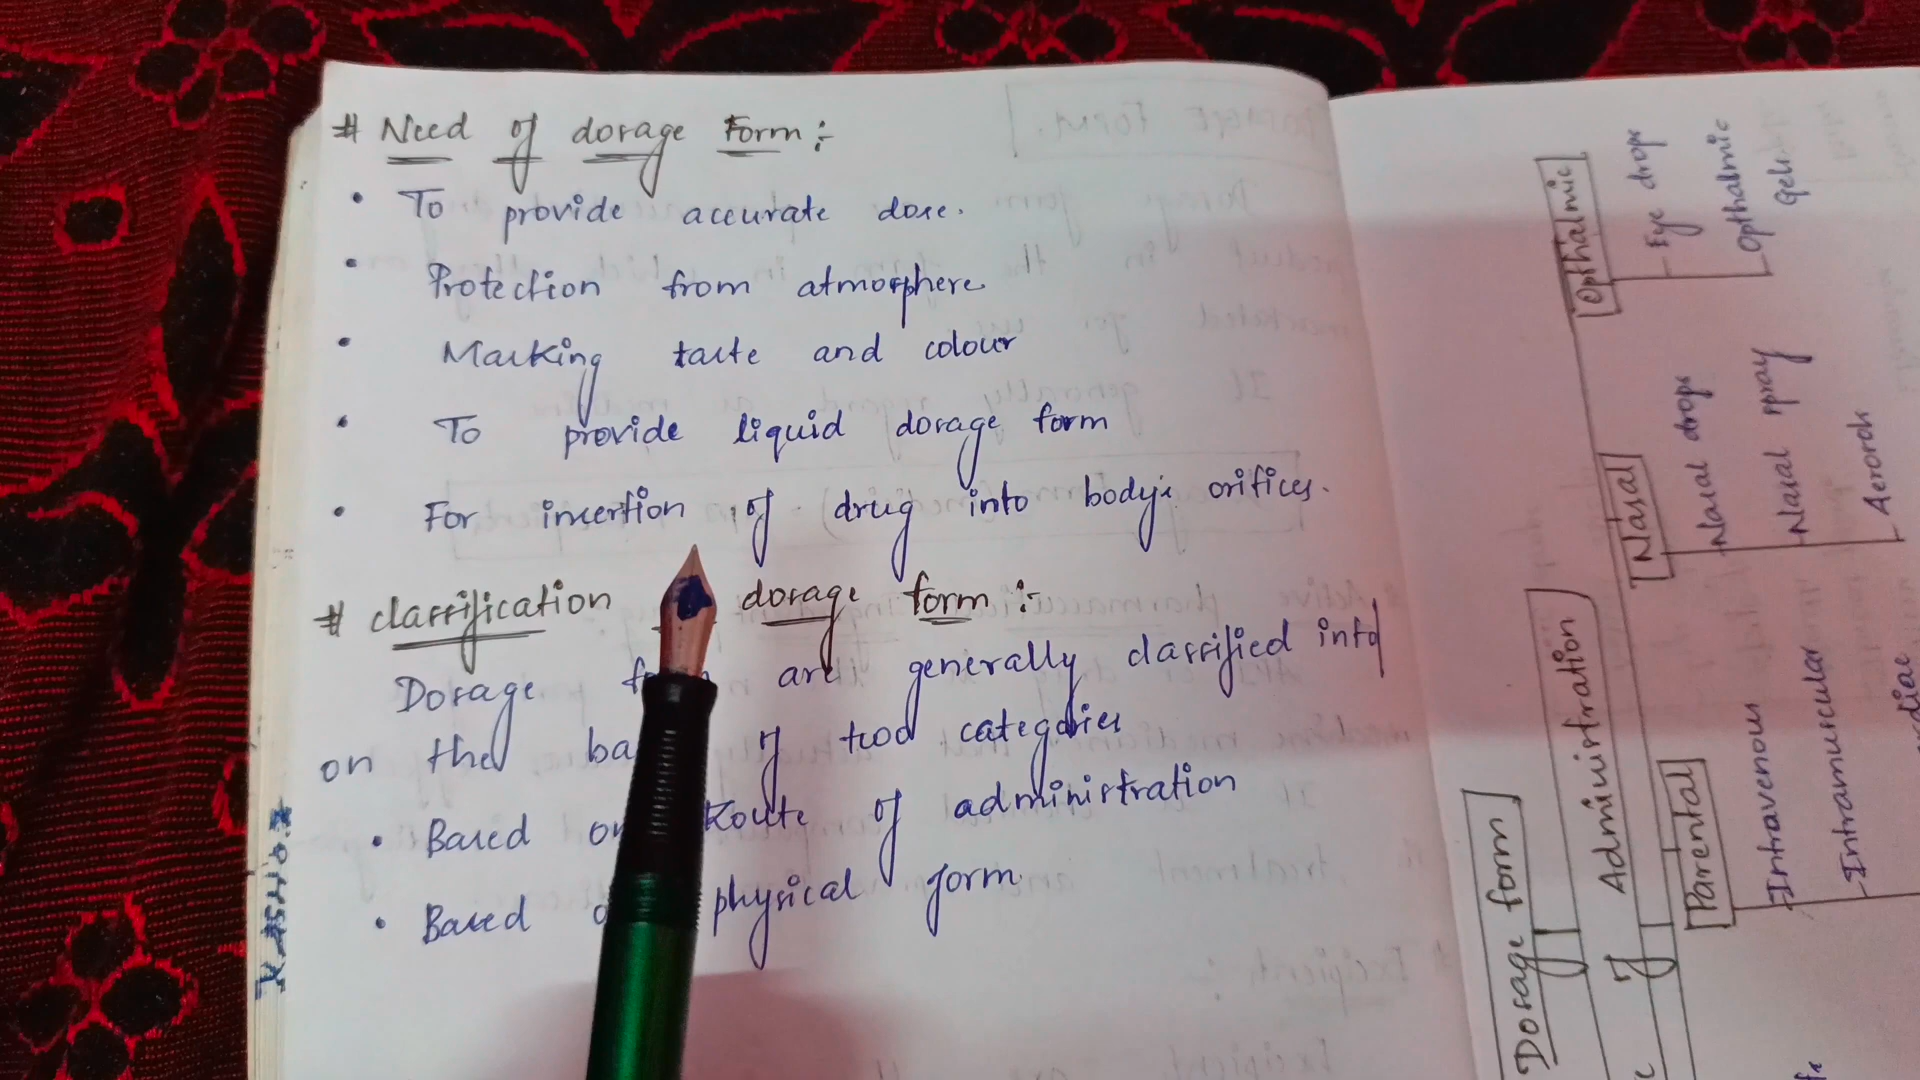 # Need of dosage Form :-
• To provide accurate dose.
• Protection from atmosphere
• Masking taste and colour
• To provide liquid dosage form
• For insertion of drug into body's orifices.
# classification dosage form :-
Dosage are generally classified into
on the of two categories
• Based on Route of administration
• Based physical form
Dosage form
of Administration
Parental
Intravenous
Intramuscular
Nasal
Nasal drops
Nasal spray
Aerosols
Opthalmic
Eye drops
Opthalmic
Gels